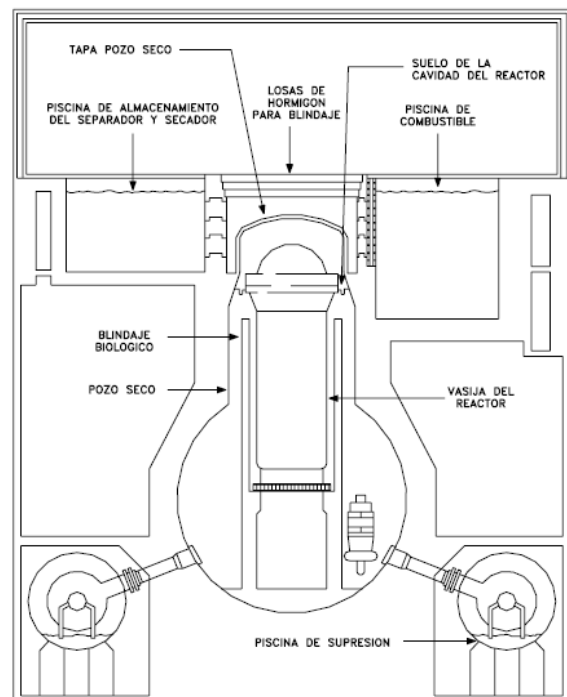 TAPA POZO SECO
SUELO DE LA
CAVIDAD DEL REACTOR
LOSAS DE
HORMIGON
PARA BLINDAJE
PISCINA DE ALMACENAMIENTO
DEL SEPARADOR Y SECADOR
PISCINA DE
COMBUSTIBLE
BLINDAJE
BIOLOGICO
POZO SECO
VASIJA DEL
REACTOR
PISCINA DE SUPRESION